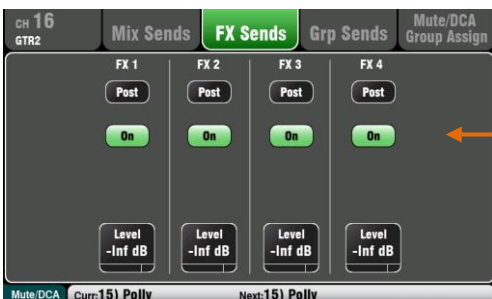 CH 16
GTR2
Mix Sends
FX Sends
Grp Sends
Mute/DCA
Group Assign
FX 1 FX 2 FX 3 FX 4
Post Post Post Post
On On On On
Level Level Level Level
-Inf dB -Inf dB -Inf dB -Inf dB
Mute/DCA Curr:15) Polly Next:15) Polly